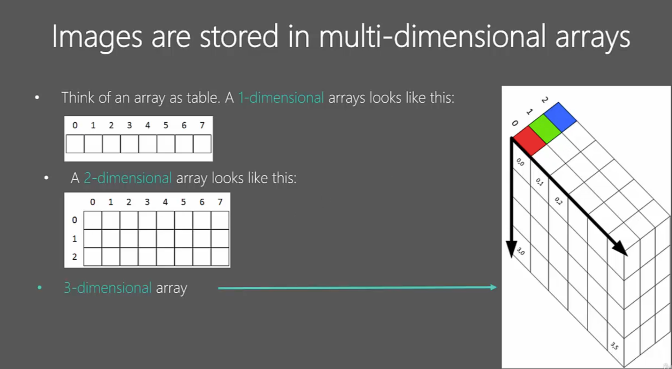 Images are stored in multi-dimensional arrays
• Think of an array as table. A 1-dimensional arrays looks like this:
0 1 2 3 4 5 6 7
• A 2-dimensional array looks like this:
0 1 2 3 4 5 6 7
0
1
2
• 3-dimensional array
0 1 2
0,0 0,1 0,2
3,0
3,5